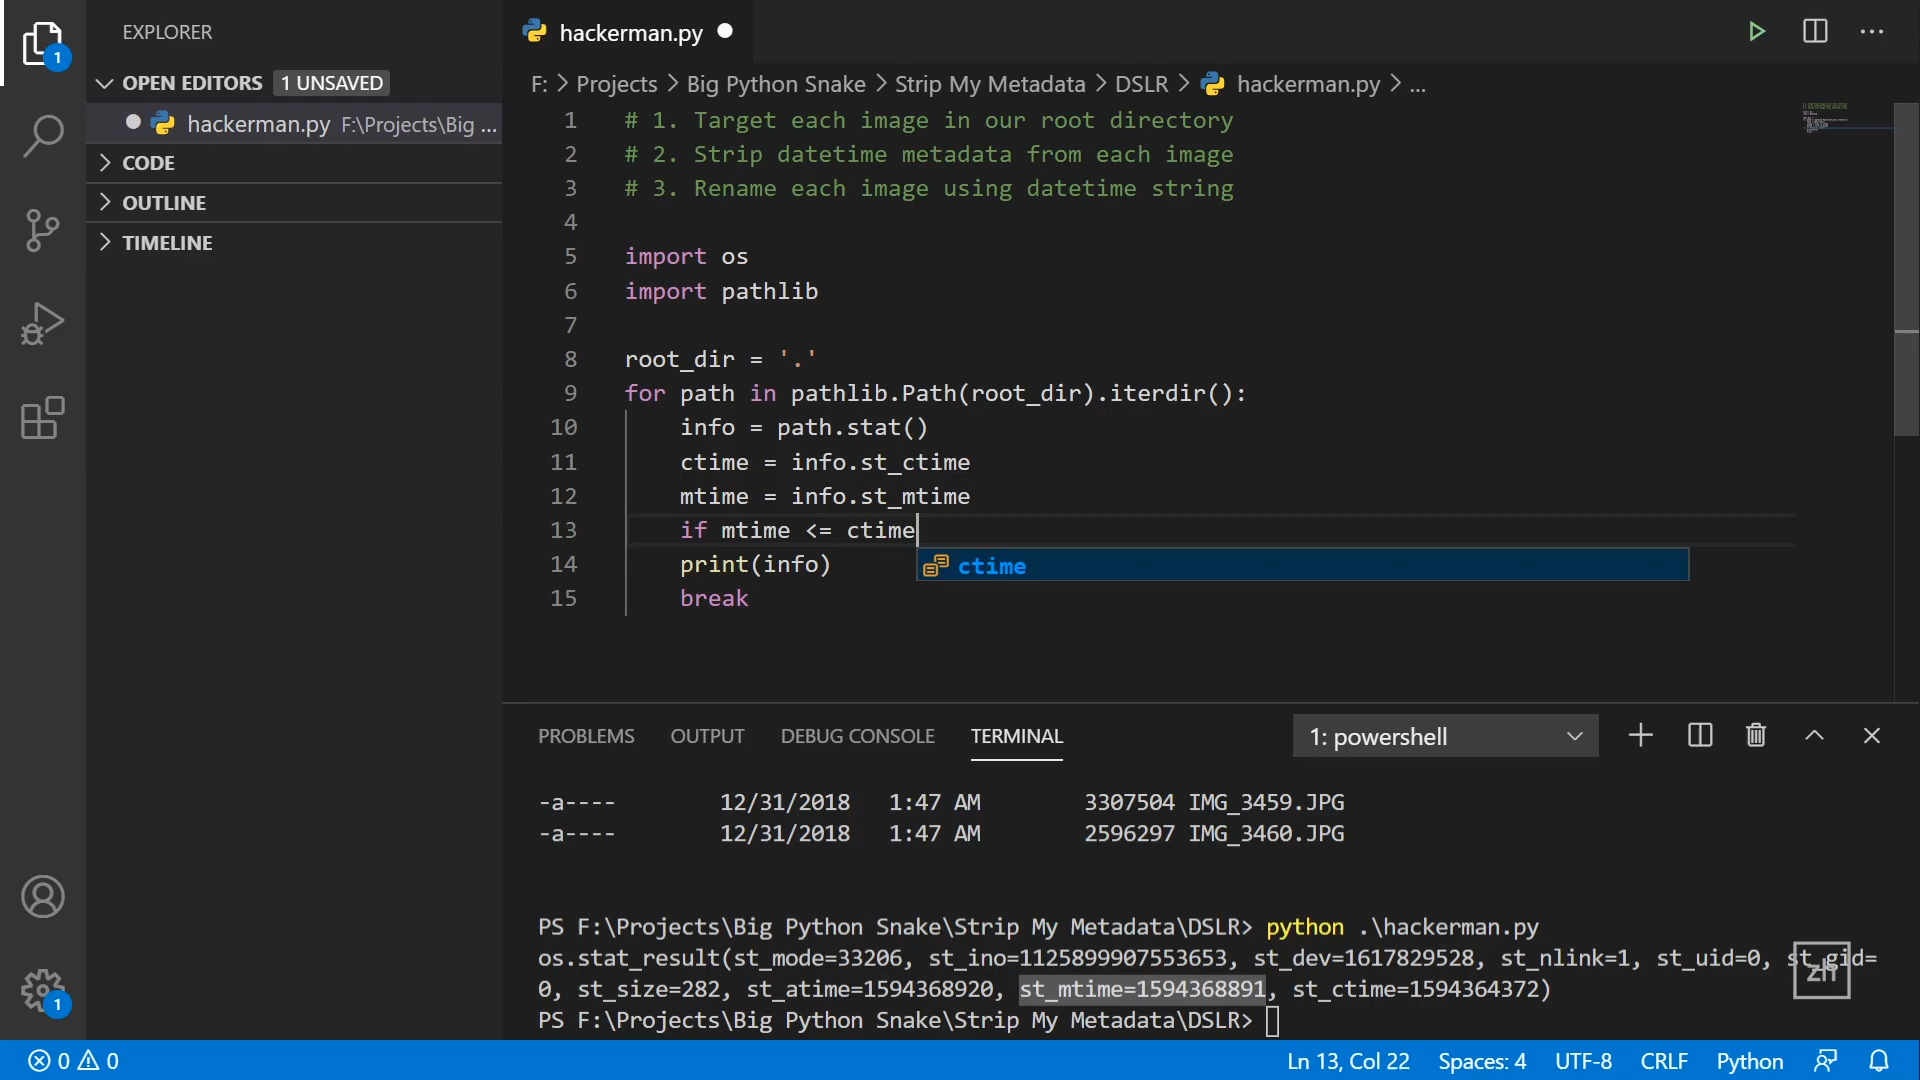 EXPLORER
OPEN EDITORS 1 UNSAVED
hackerman.py F:\Projects\Big ...
CODE
OUTLINE
TIMELINE
1
1
hackerman.py
F: > Projects > Big Python Snake > Strip My Metadata > DSLR > hackerman.py > ...
1 # 1. Target each image in our root directory
2 # 2. Strip datetime metadata from each image
3 # 3. Rename each image using datetime string
4
5 import os
6 import pathlib
7
8 root_dir = '.'
9 for path in pathlib.Path(root_dir).iterdir():
10 info = path.stat()
11 ctime = info.st_ctime
12 mtime = info.st_mtime
13 if mtime <= ctime
14 print(info)
ctime
15 break
PROBLEMS OUTPUT DEBUG CONSOLE TERMINAL 1: powershell
-a---- 12/31/2018 1:47 AM 3307504 IMG_3459.JPG
-a---- 12/31/2018 1:47 AM 2596297 IMG_3460.JPG
PS F:\Projects\Big Python Snake\Strip My Metadata\DSLR> python .\hackerman.py
os.stat_result(st_mode=33206, st_ino=1125899907553653, st_dev=1617829528, st_nlink=1, st_uid=0, st_gid=
0, st_size=282, st_atime=1594368920, st_mtime=1594368891, st_ctime=1594364372)
PS F:\Projects\Big Python Snake\Strip My Metadata\DSLR>
zh
0 0 Ln 13, Col 22 Spaces: 4 UTF-8 CRLF Python